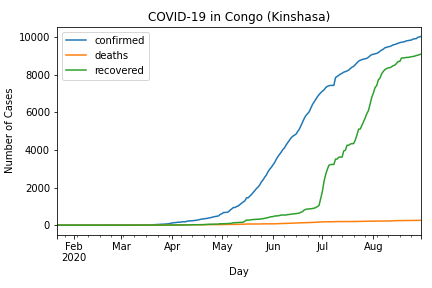 COVID-19 in Congo (Kinshasa)
confirmed
deaths
recovered
Number of Cases
10000
8000
6000
4000
2000
0
Feb Mar Apr May Jun Jul Aug
2020
Day